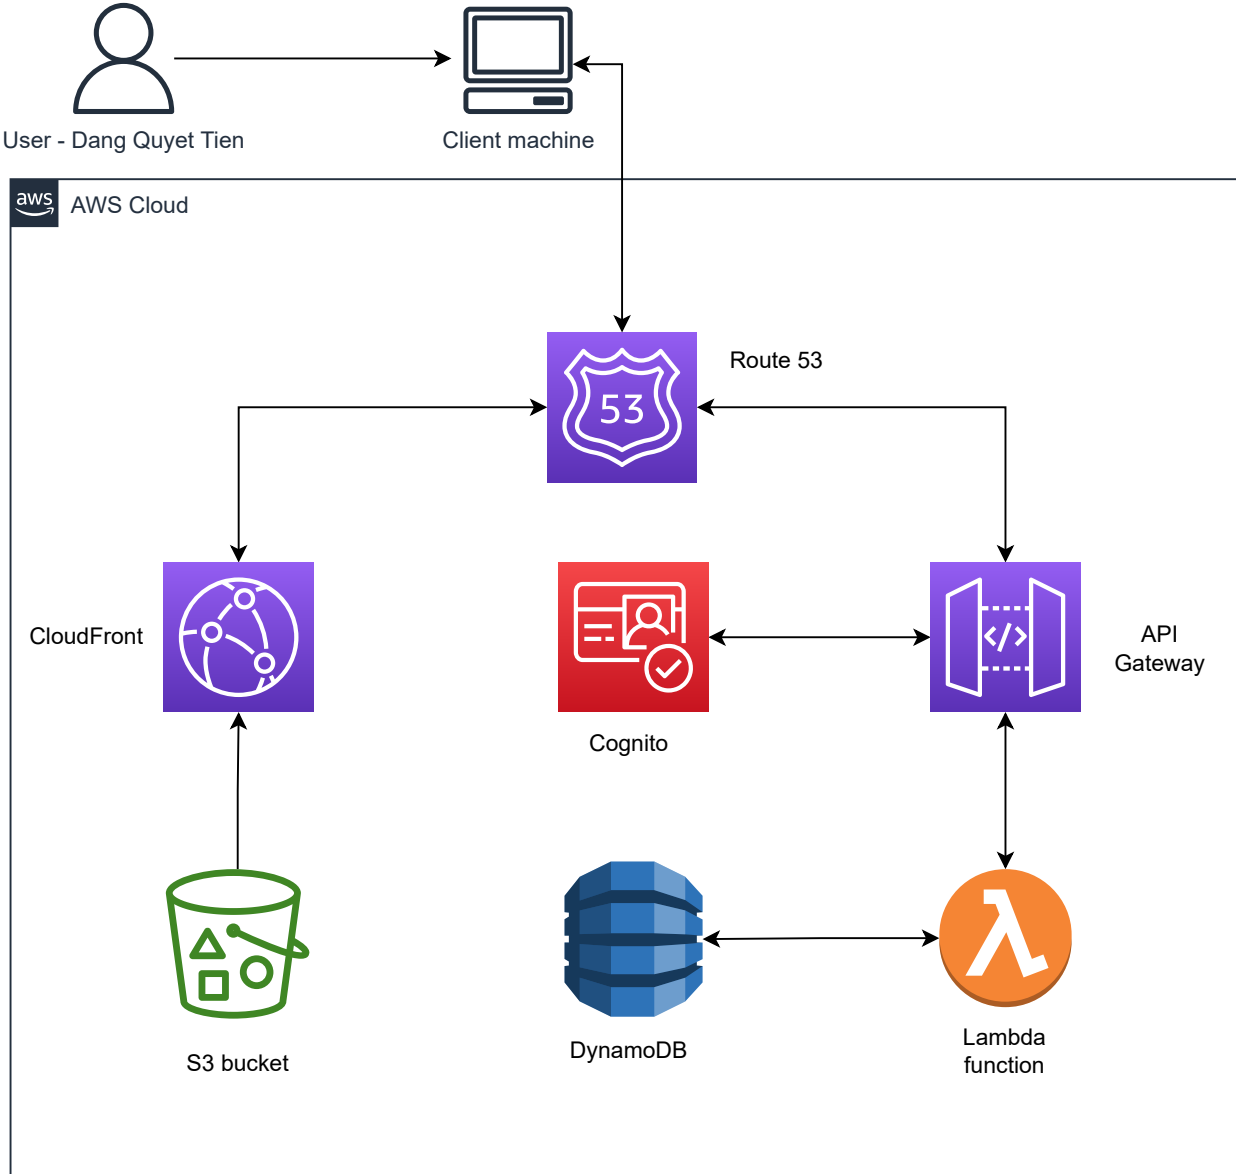 User - Dang Quyet Tien
Client machine
aws
AWS Cloud
Route 53
53
CloudFront
</>
API
Gateway
Cognito
S3 bucket
DynamoDB
Lambda
function